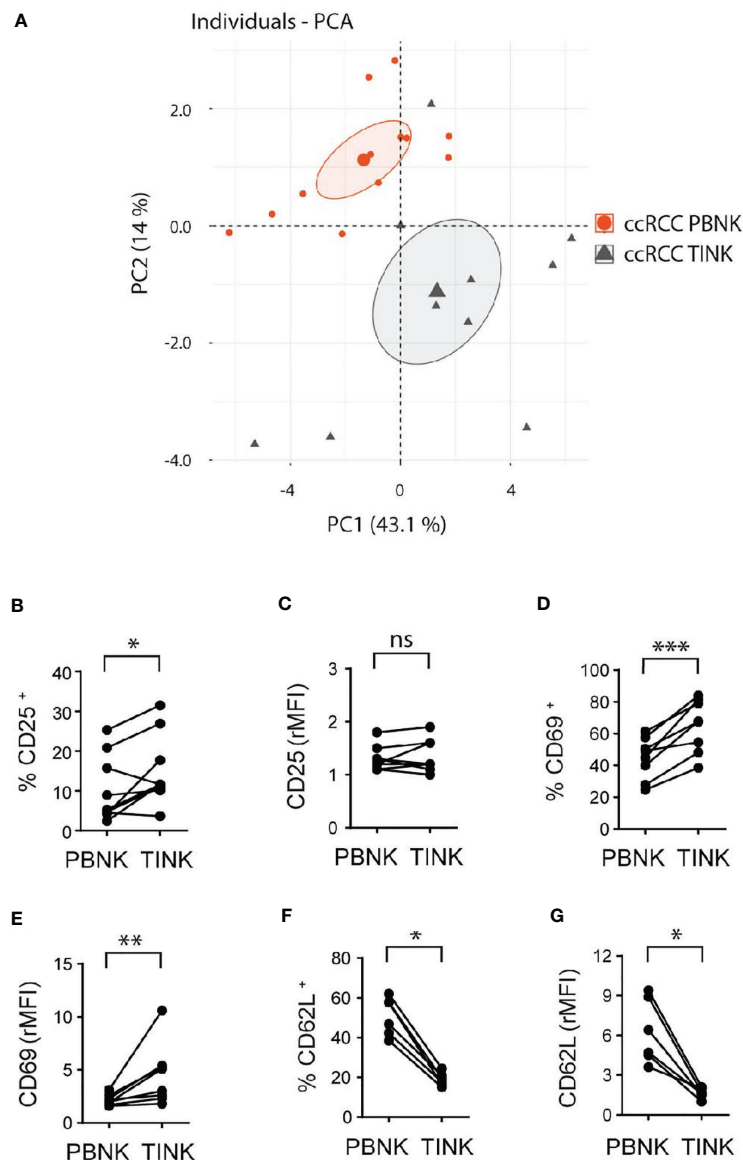 A
Individuals - PCA
2.0
0.0
-2.0
-4.0
PC2 (14 %)
-4
0
4
PC1 (43.1 %)
ccRCC PBNK
ccRCC TINK
B
*
% CD25 +
40
30
20
10
0
PBNK TINK
C
ns
CD25 (rMFI)
3
2
1
0
PBNK TINK
D
***
% CD69 +
100
80
60
40
20
0
PBNK TINK
E
**
CD69 (rMFI)
15
10
5
0
PBNK TINK
F
*
% CD62L +
80
60
40
20
0
PBNK TINK
G
*
CD62L (rMFI)
12
9
6
3
0
PBNK TINK